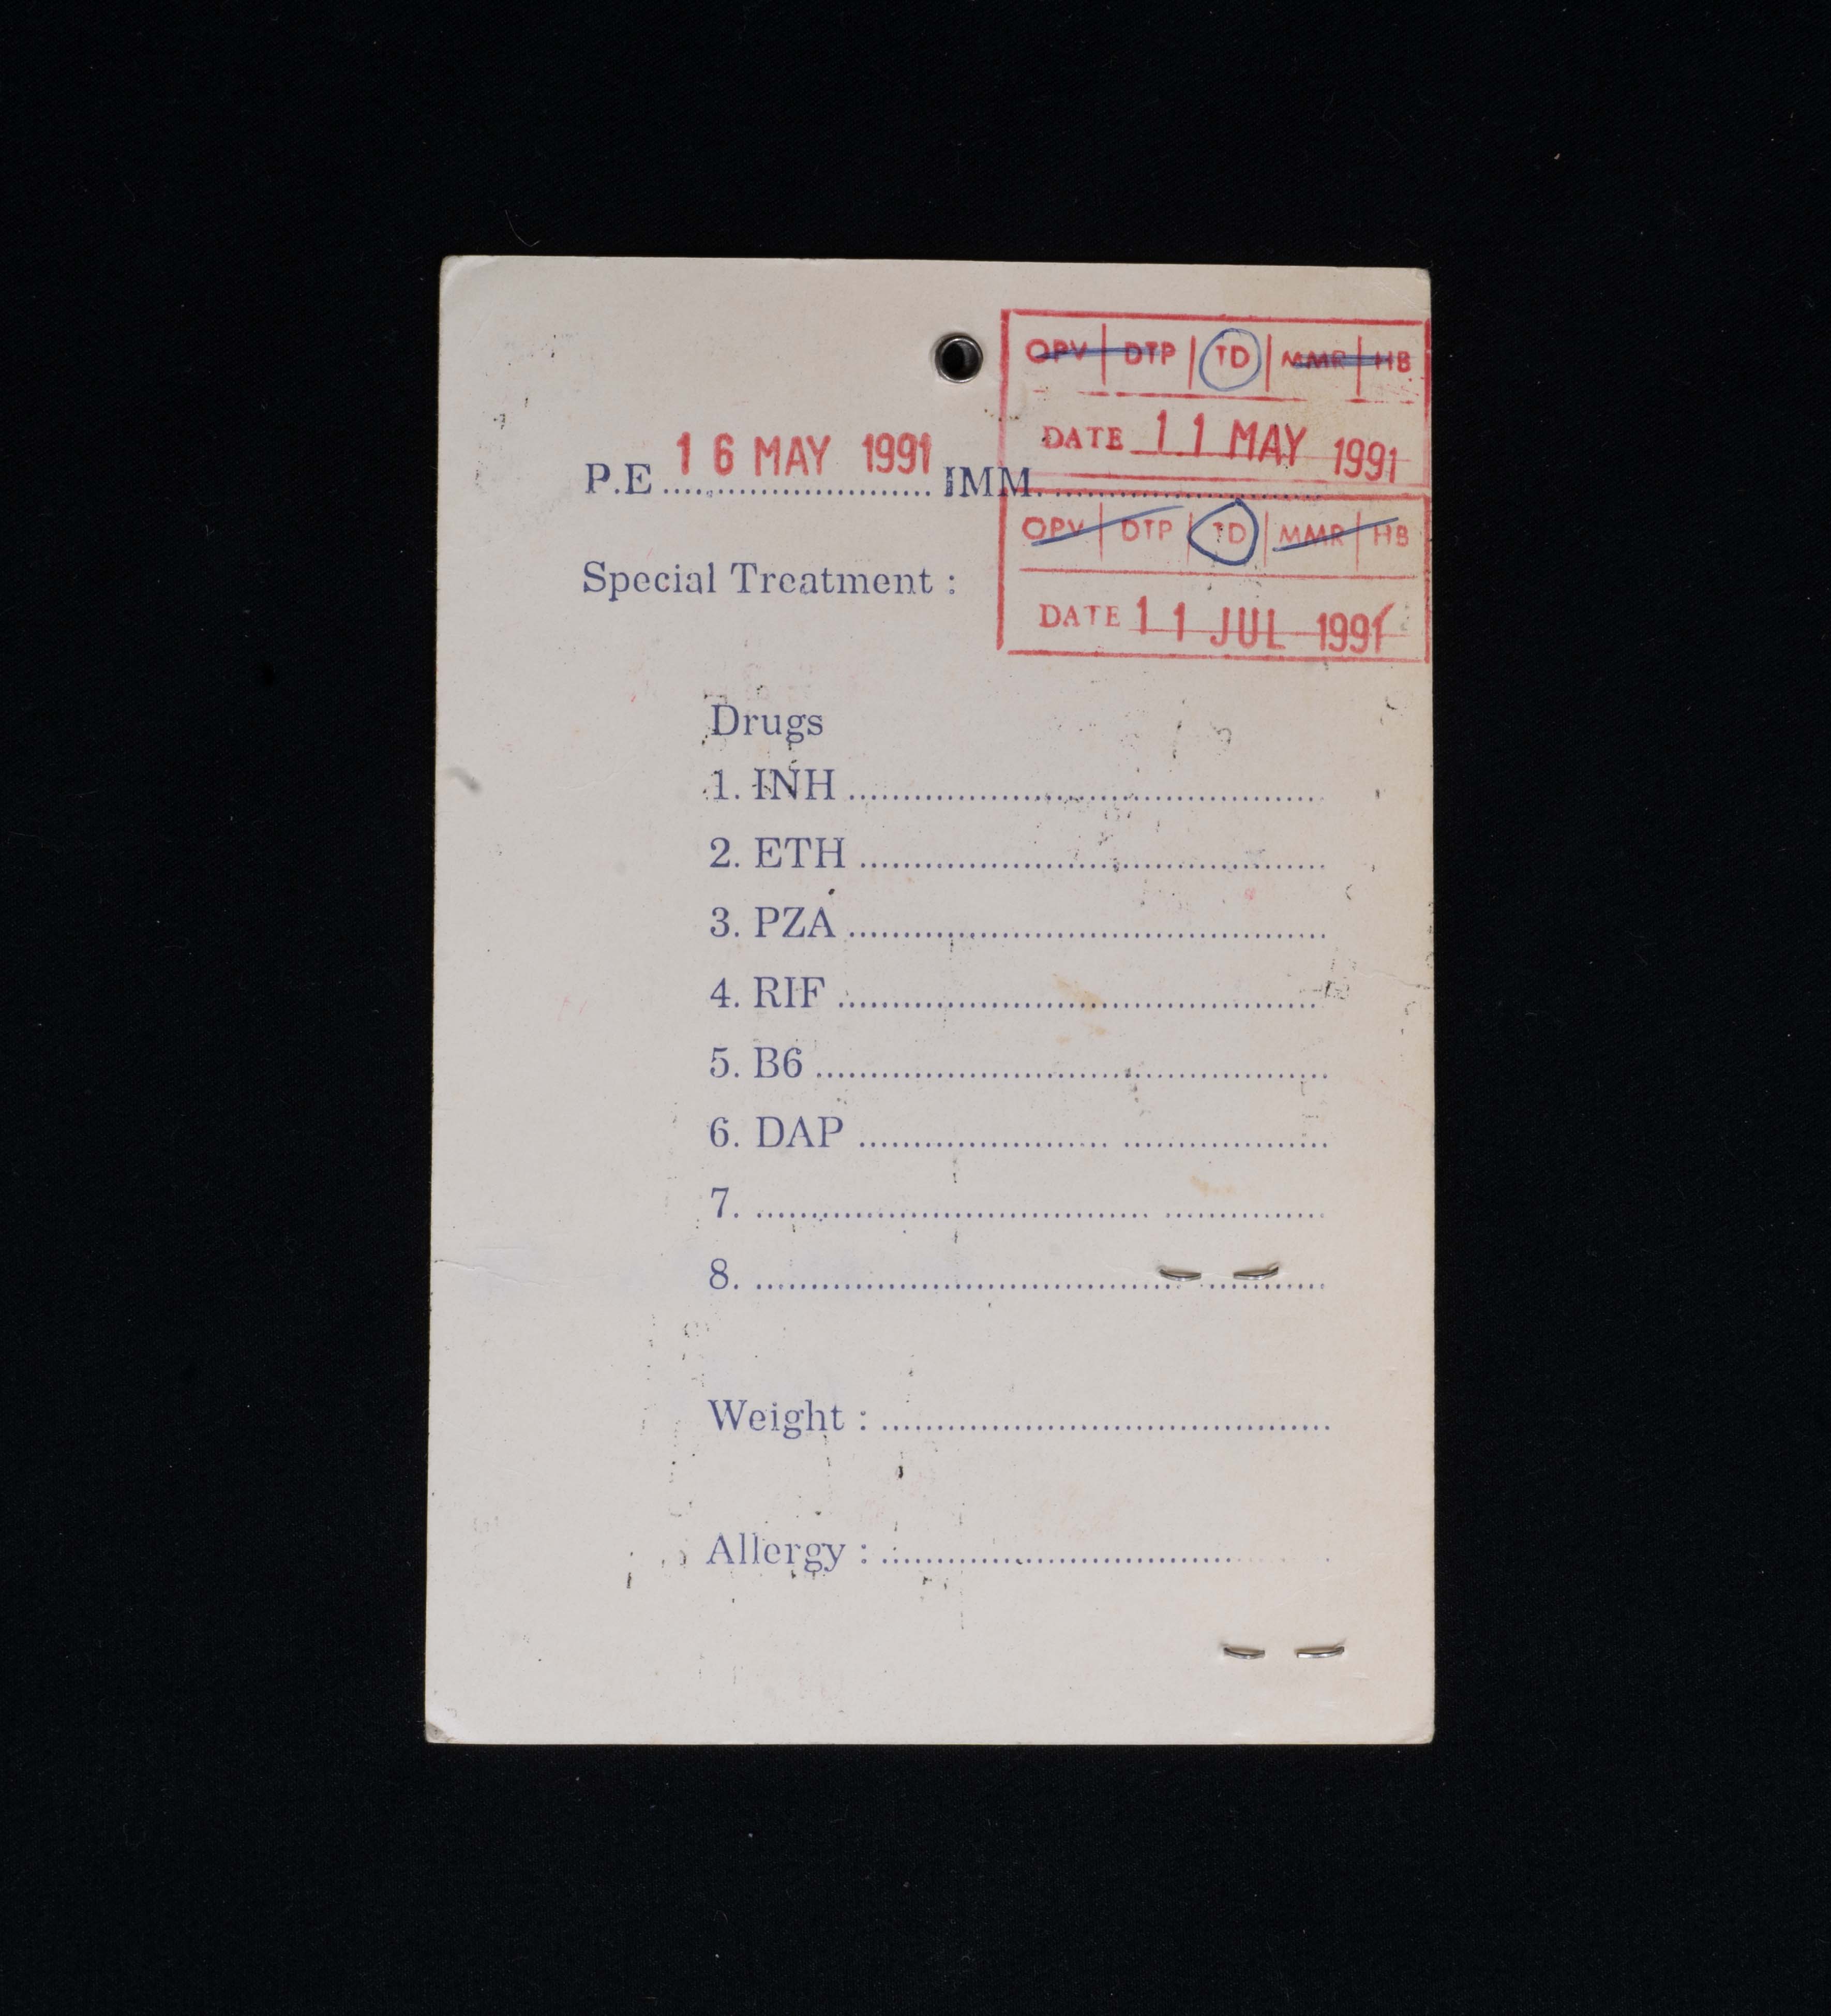 OPV | DTP | TD | MMR | HB
DATE 11 MAY 1991
P.E 16 MAY 1991 IMM.
OPV | DTP | TD | MMR | HB
Special Treatment :
DATE 11 JUL 1991
Drugs
1. INH
2. ETH
3. PZA
4. RIF
5. B6
6. DAP
7.
8.
Weight :
Allergy :